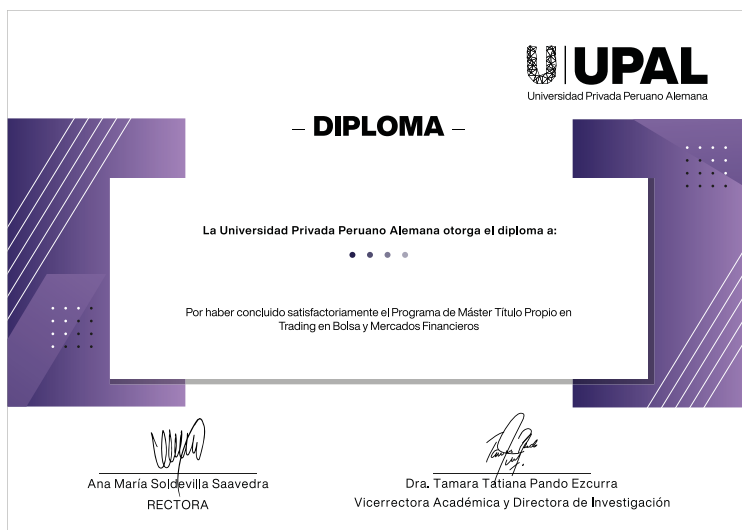 UPAL
Universidad Privada Peruano Alemana
– DIPLOMA –
La Universidad Privada Peruano Alemana otorga el diploma a:
Por haber concluido satisfactoriamente el Programa de Máster Título Propio en
Trading en Bolsa y Mercados Financieros
Ana María Soldevilla Saavedra
RECTORA
Dra. Tamara Tatiana Pando Ezcurra
Vicerrectora Académica y Directora de Investigación